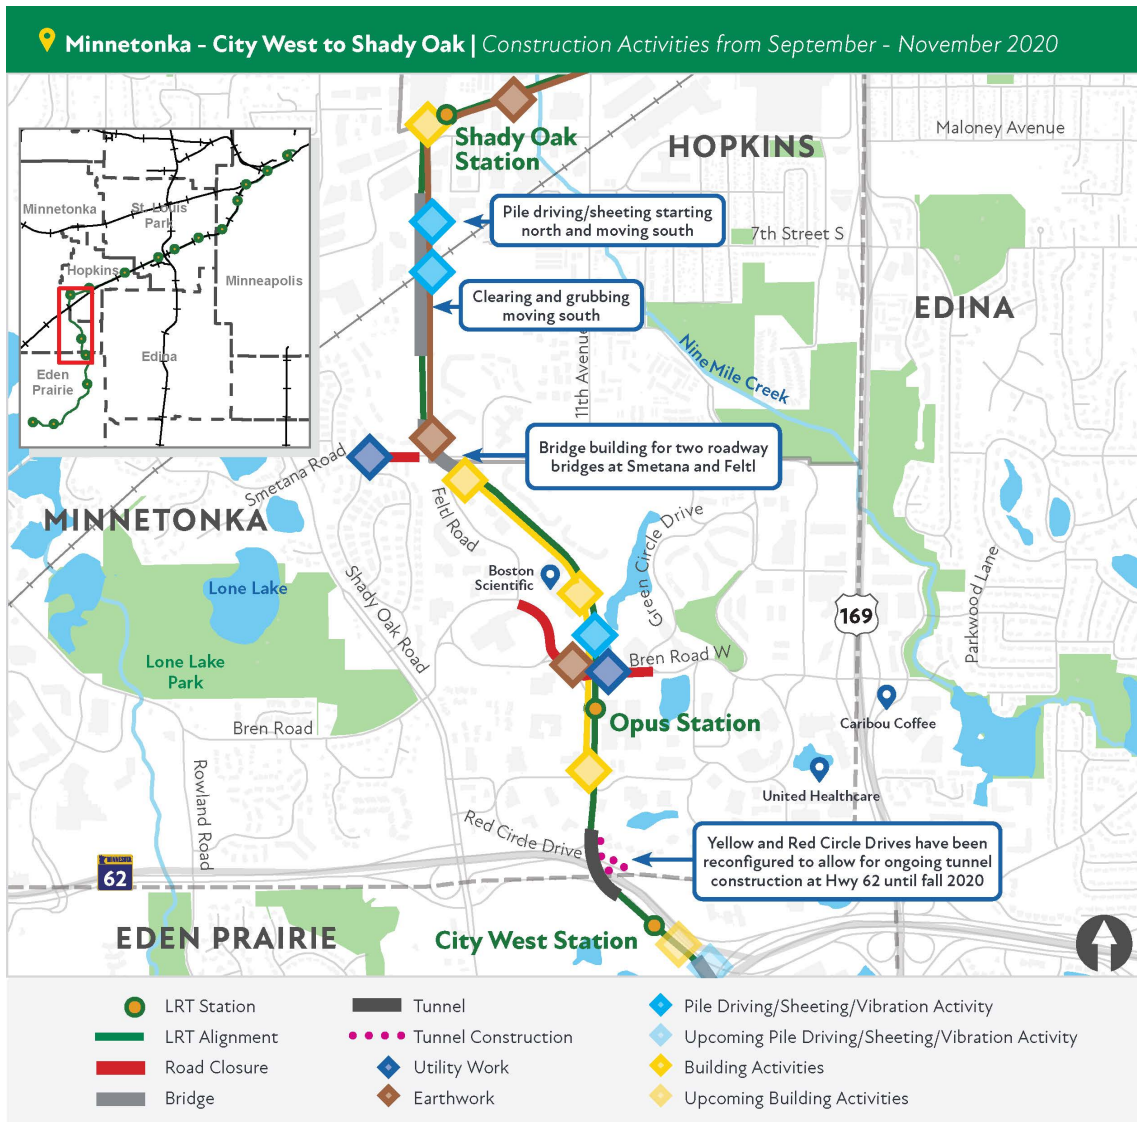 Minnetonka - City West to Shady Oak | Construction Activities from September - November 2020
Shady Oak
Station
HOPKINS
Maloney Avenue
Minnetonka
St. Louis
Park
Hopkins
Minneapolis
Edina
Eden
Prairie
Pile driving/sheeting starting
north and moving south
7th Street S
Clearing and grubbing
moving south
EDINA
11th Avenue
Nine Mile Creek
Bridge building for two roadway
bridges at Smetana and Feltl
Smetana Road
MINNETONKA
Feltl Road
Green Circle Drive
Boston
Scientific
Lone Lake
Shady Oak Road
169
Parkwood Lane
Lone Lake
Park
Bren Road W
Opus Station
Caribou Coffee
Bren Road
Rowland Road
United Healthcare
Red Circle Drive
Yellow and Red Circle Drives have been
reconfigured to allow for ongoing tunnel
construction at Hwy 62 until fall 2020
MINNESOTA
62
EDEN PRAIRIE
City West Station
LRT Station
LRT Alignment
Road Closure
Bridge
Tunnel
Tunnel Construction
Utility Work
Earthwork
Pile Driving/Sheeting/Vibration Activity
Upcoming Pile Driving/Sheeting/Vibration Activity
Building Activities
Upcoming Building Activities